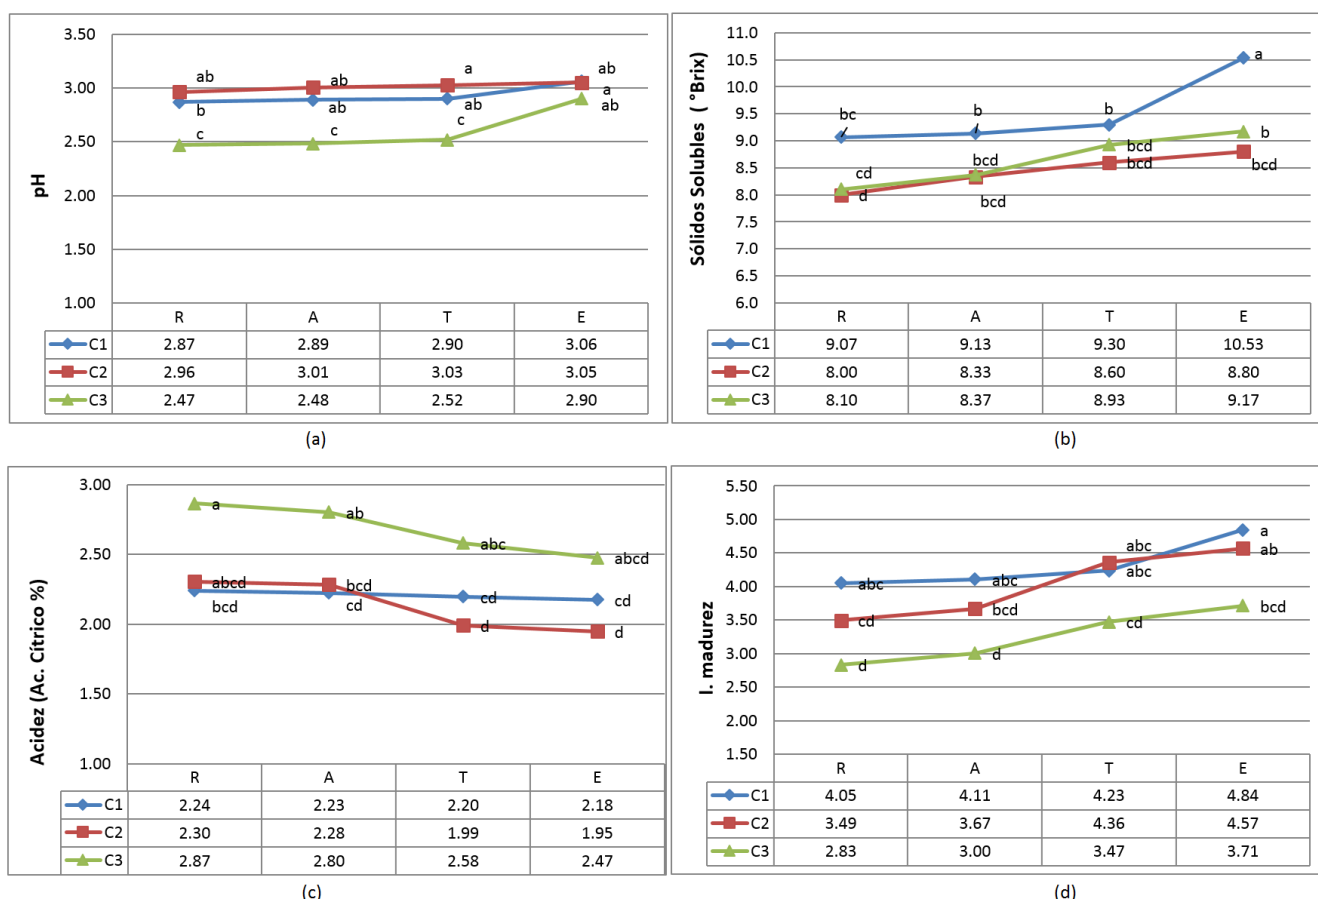 3.50
3.00
2.50
2.00
1.50
1.00
pH
ab ab a ab
b ab ab a
c c c ab
R A T E
C1 2.87 2.89 2.90 3.06
C2 2.96 3.01 3.03 3.05
C3 2.47 2.48 2.52 2.90
(a)
11.0
10.5
10.0
9.5
9.0
8.5
8.0
7.5
7.0
6.5
6.0
Sólidos Solubles ( °Brix)
bc b b a
cd bcd bcd b
d bcd bcd bcd
R A T E
C1 9.07 9.13 9.30 10.53
C2 8.00 8.33 8.60 8.80
C3 8.10 8.37 8.93 9.17
(b)
3.00
2.50
2.00
1.50
1.00
Acidez (Ac. Cítrico %)
a ab abc abcd
abcd bcd cd cd
bcd cd d d
R A T E
C1 2.24 2.23 2.20 2.18
C2 2.30 2.28 1.99 1.95
C3 2.87 2.80 2.58 2.47
(c)
5.50
5.00
4.50
4.00
3.50
3.00
2.50
2.00
1.50
I. madurez
abc abc abc a
cd bcd abc ab
d d cd bcd
R A T E
C1 4.05 4.11 4.23 4.84
C2 3.49 3.67 4.36 4.57
C3 2.83 3.00 3.47 3.71
(d)